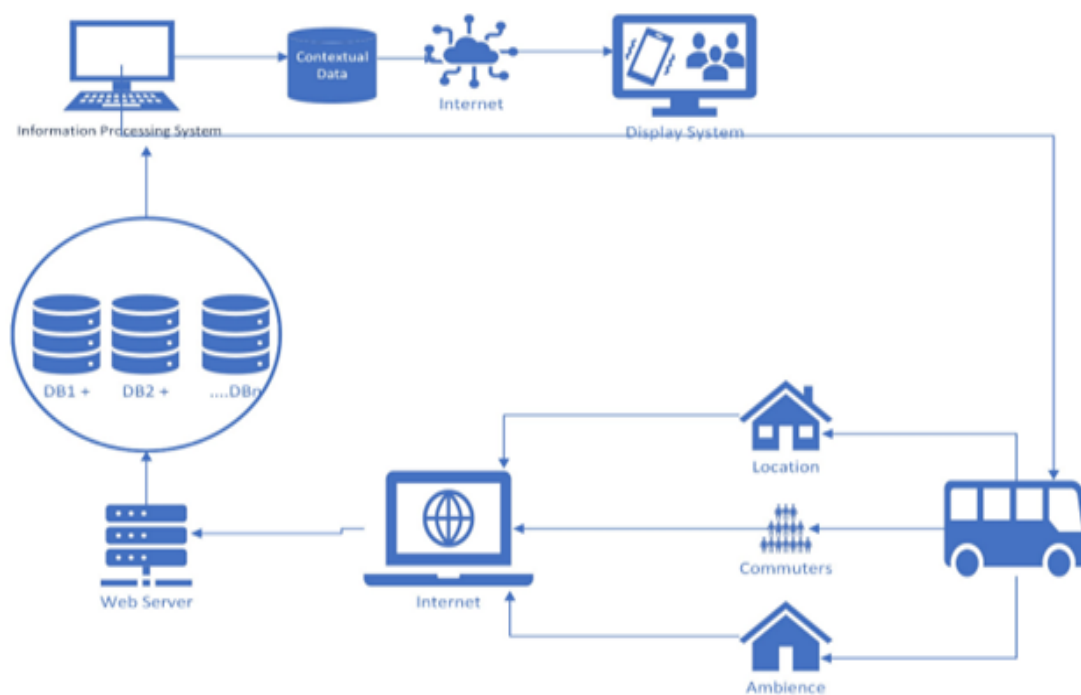 Contextual
Data
Internet
Information Processing System
Display System
DB1 +
DB2 +
....DBn
Location
Commuters
Web Server
Internet
Ambience